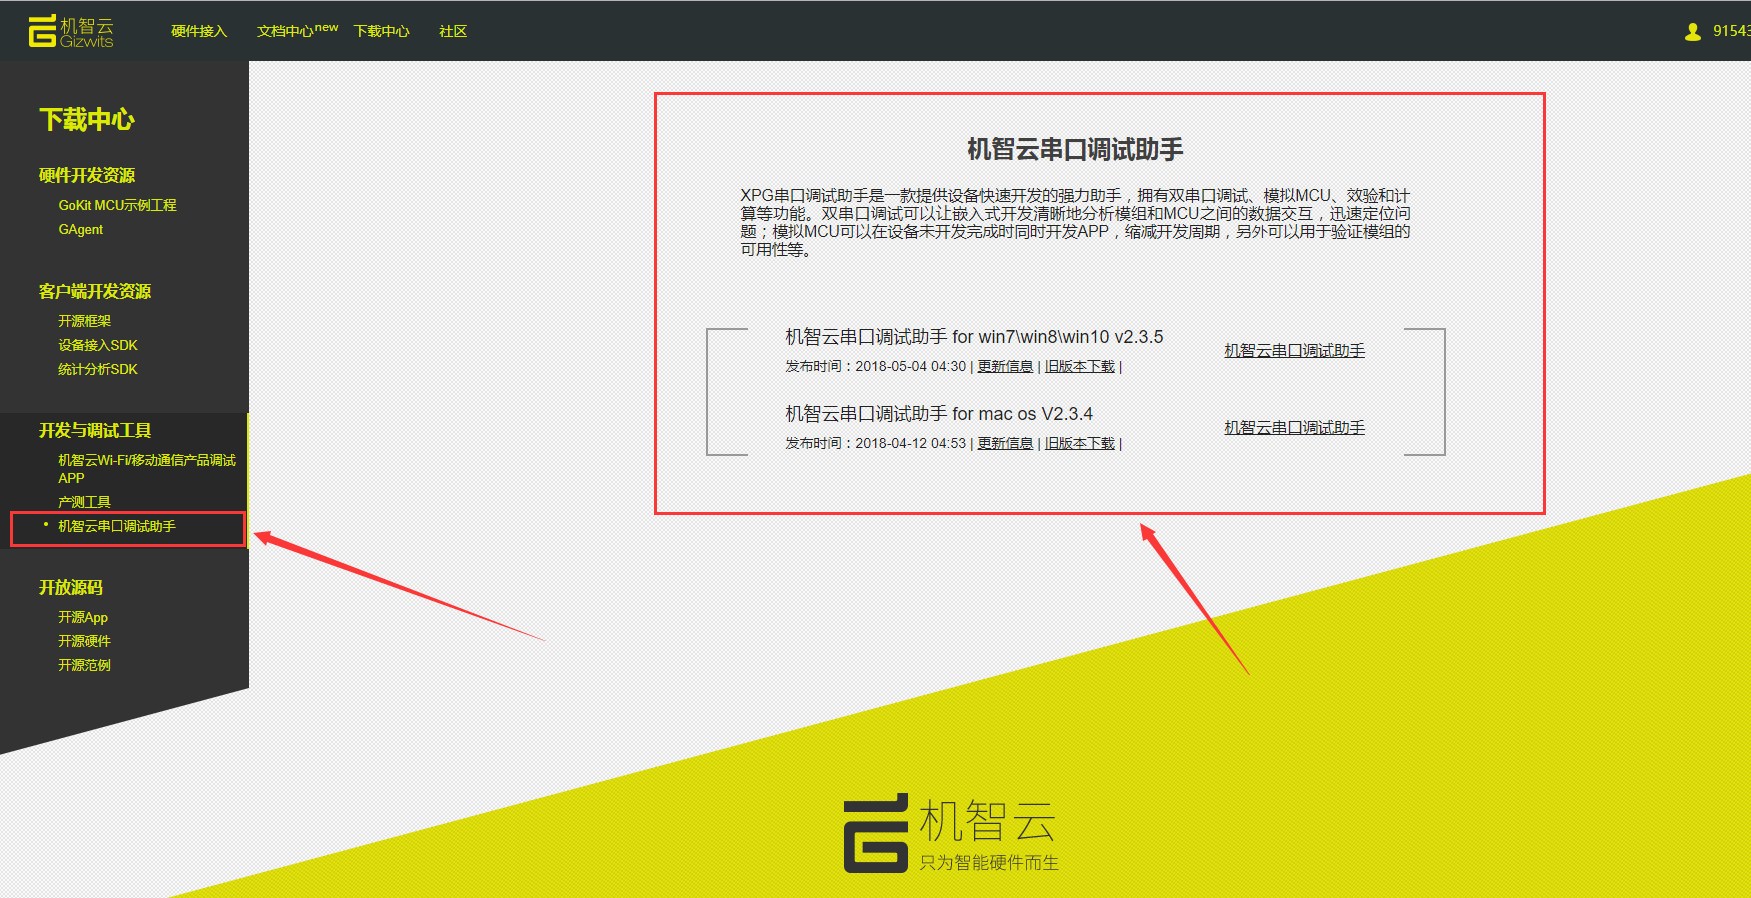 机智云
Gizwits
硬件接入
文档中心new
下载中心
社区
91543
下载中心
硬件开发资源
GoKit MCU示例工程
GAgent
客户端开发资源
开源框架
设备接入SDK
统计分析SDK
开发与调试工具
机智云Wi-Fi/移动通信产品调试
APP
产测工具
机智云串口调试助手
开放源码
开源App
开源硬件
开源范例
机智云串口调试助手
XPG串口调试助手是一款提供设备快速开发的强力助手，拥有双串口调试、模拟MCU、效验和计
算等功能。双串口调试可以让嵌入式开发清晰地分析模组和MCU之间的数据交互，迅速定位问
题；模拟MCU可以在设备未开发完成时同时开发APP，缩减开发周期，另外可以用于验证模组的
可用性等。
机智云串口调试助手 for win7\win8\win10 v2.3.5
发布时间：2018-05-04 04:30 | 更新信息 | 旧版本下载 |
机智云串口调试助手
机智云串口调试助手 for mac os V2.3.4
发布时间：2018-04-12 04:53 | 更新信息 | 旧版本下载 |
机智云串口调试助手
机智云
只为智能硬件而生